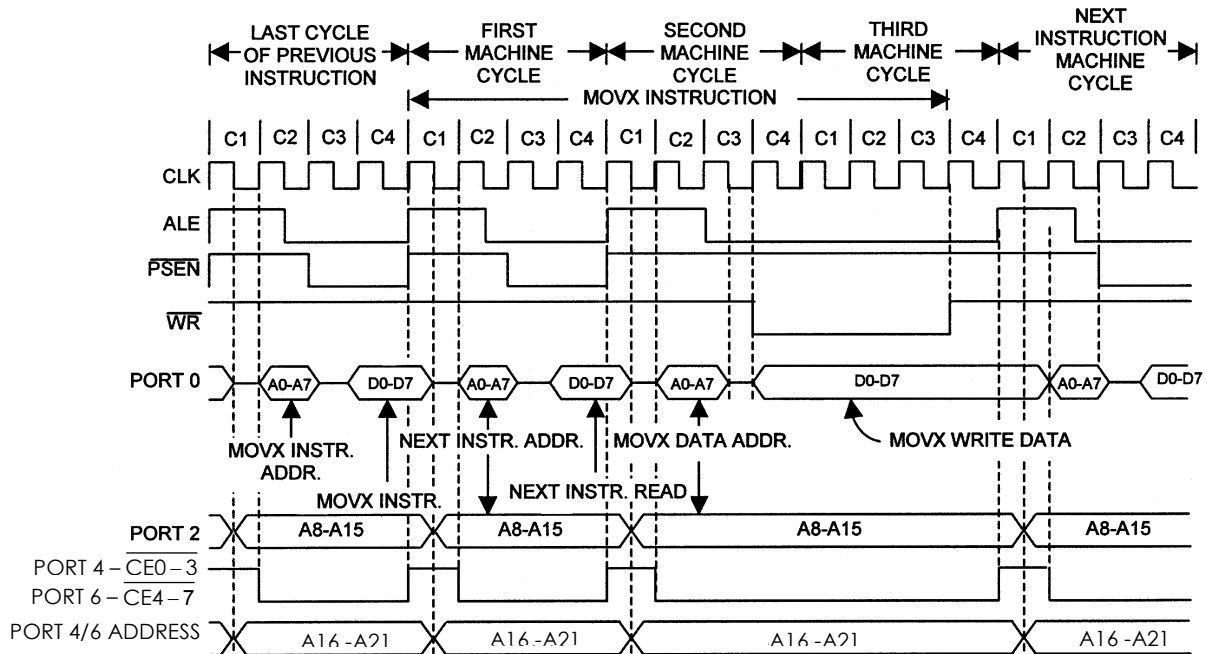 LAST CYCLE
OF PREVIOUS
INSTRUCTION
FIRST
MACHINE
CYCLE
SECOND
MACHINE
CYCLE
THIRD
MACHINE
CYCLE
NEXT
INSTRUCTION
MACHINE
CYCLE
MOVX INSTRUCTION
C1 C2 C3 C4 C1 C2 C3 C4 C1 C2 C3 C4 C1 C2 C3 C4 C1 C2 C3 C4
CLK
ALE
PSEN
WR
PORT 0 A0-A7 D0-D7 A0-A7 D0-D7 A0-A7 D0-D7 A0-A7 D0-D7
MOVX INSTR.
ADDR.
NEXT INSTR. ADDR.
MOVX DATA ADDR.
MOVX WRITE DATA
MOVX INSTR.
NEXT INSTR. READ
PORT 2 A8-A15 A8-A15 A8-A15 A8-A15
PORT 4 – CE0 – 3
PORT 6 – CE4 – 7
PORT 4/6 ADDRESS A16 -A21 A16 -A21 A16 -A21 A16 -A21